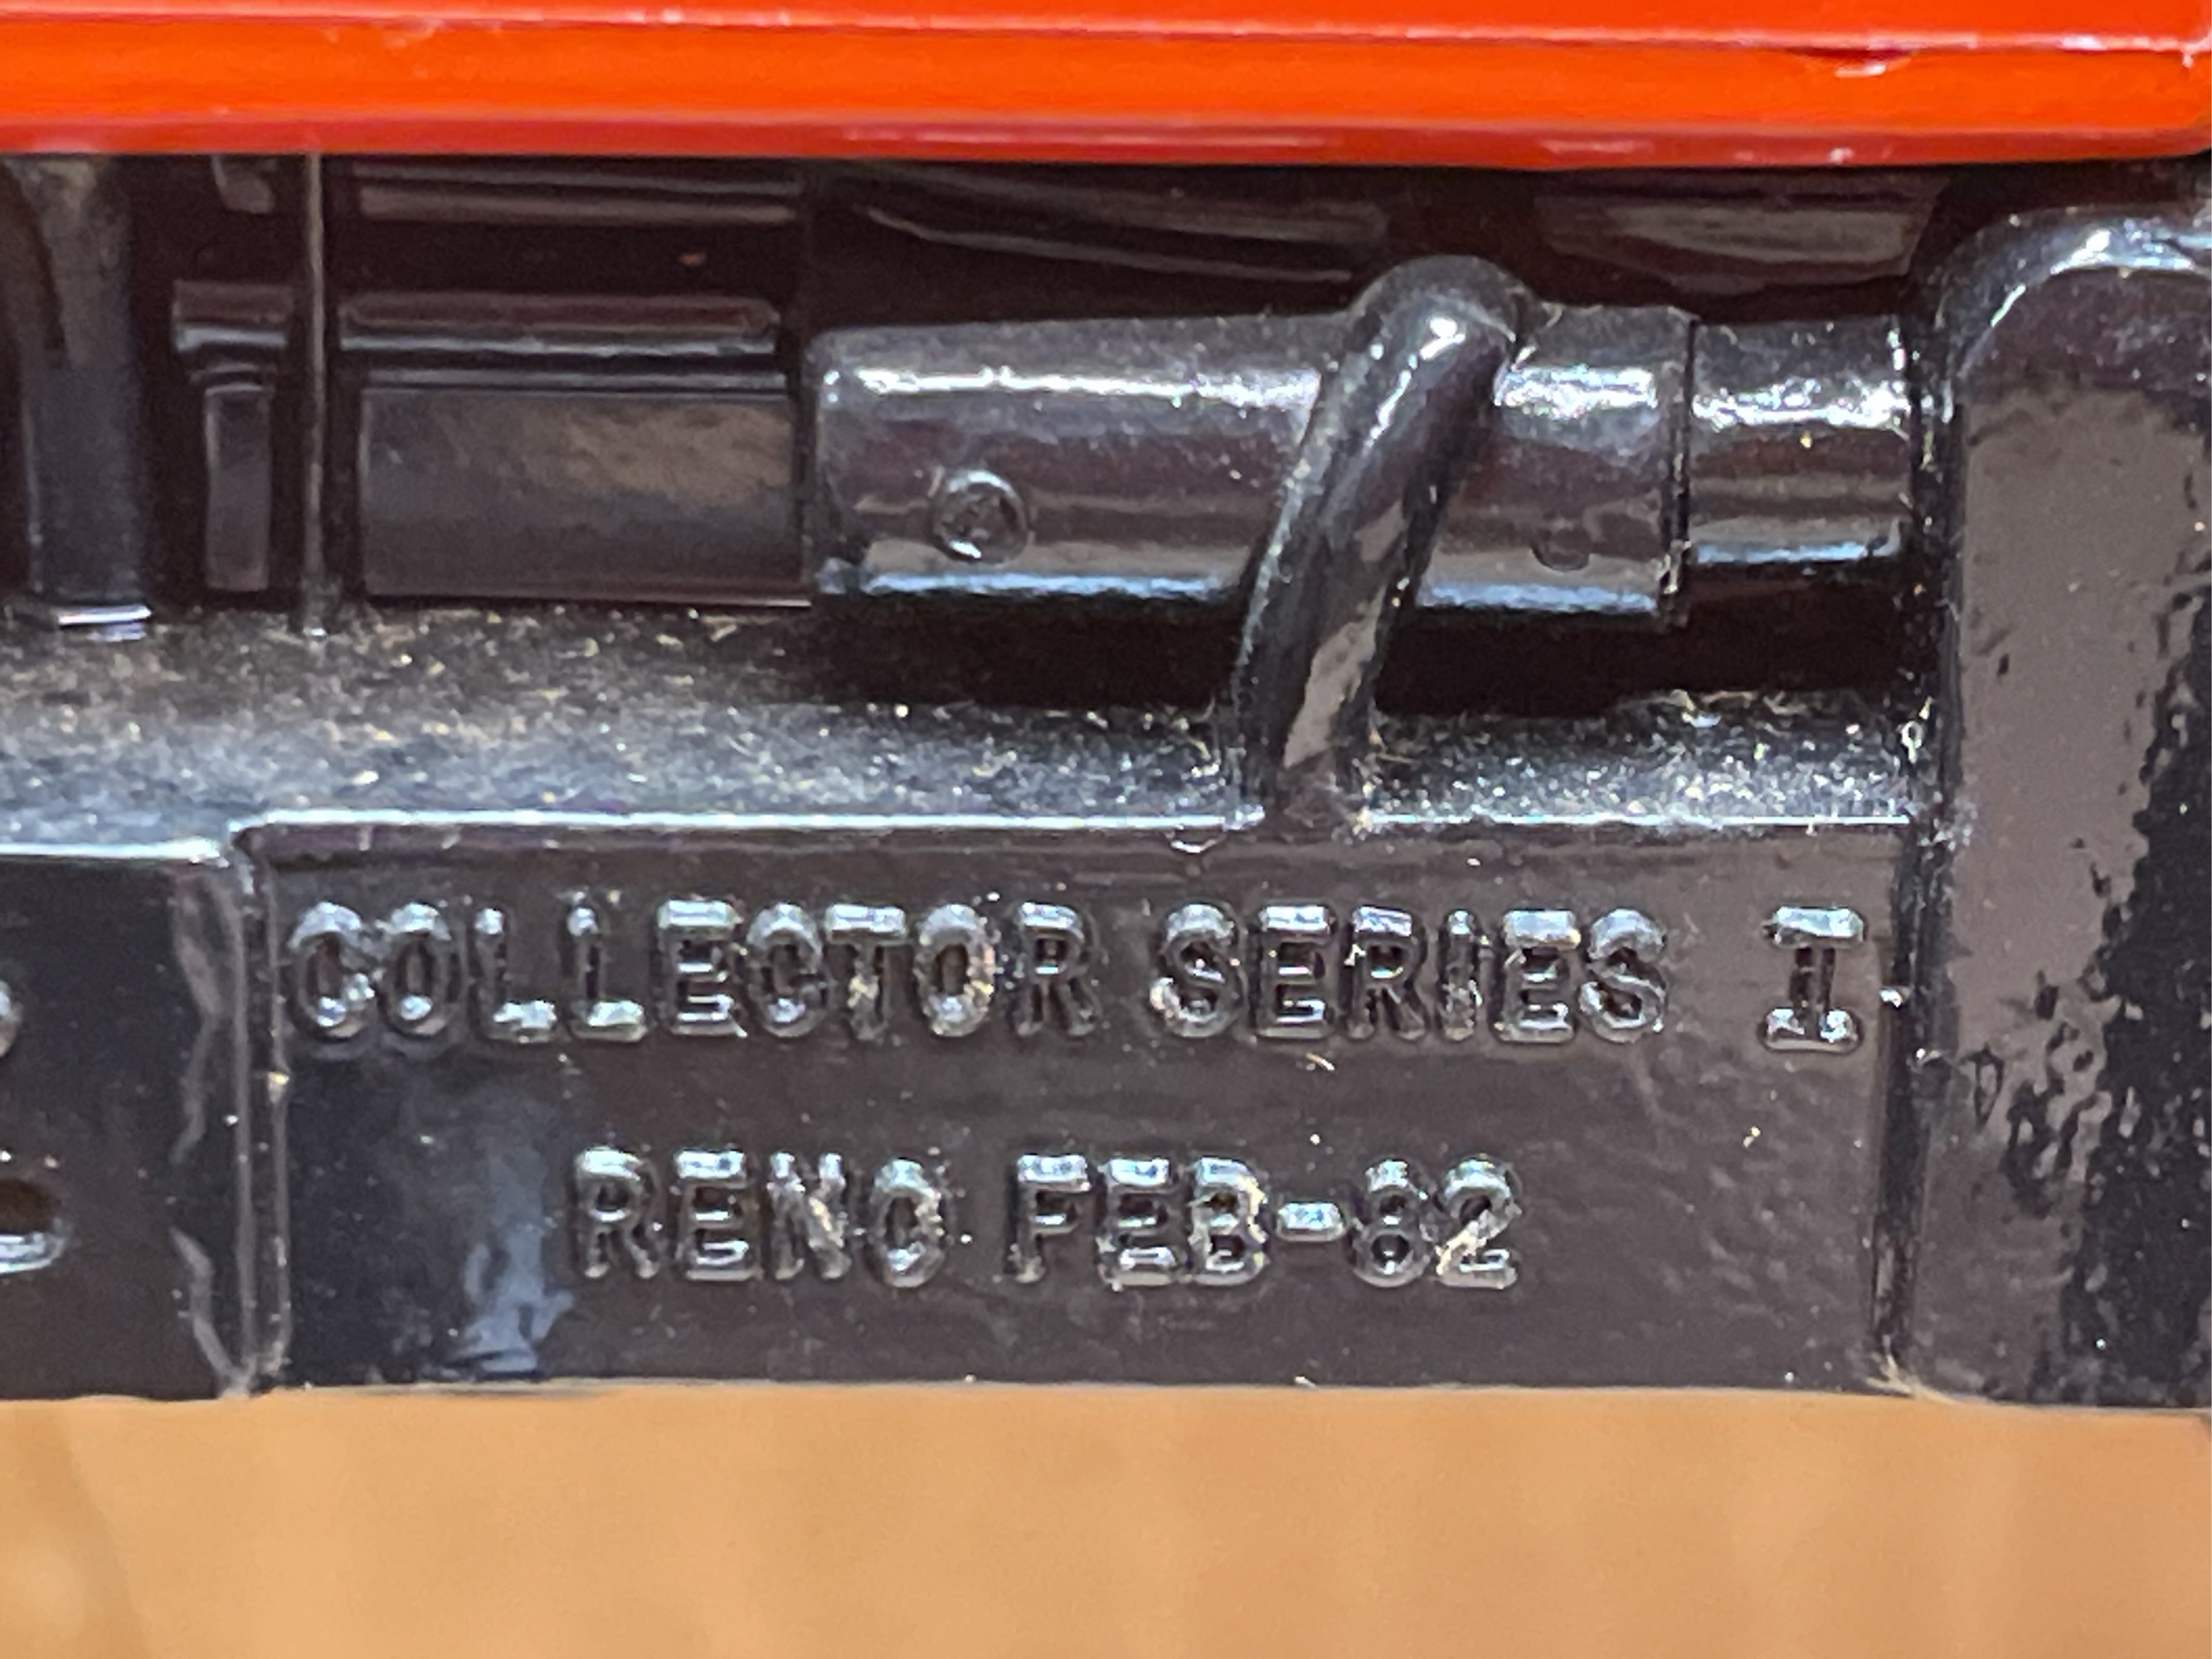 COLLECTOR SERIES I
RENO FEB-82